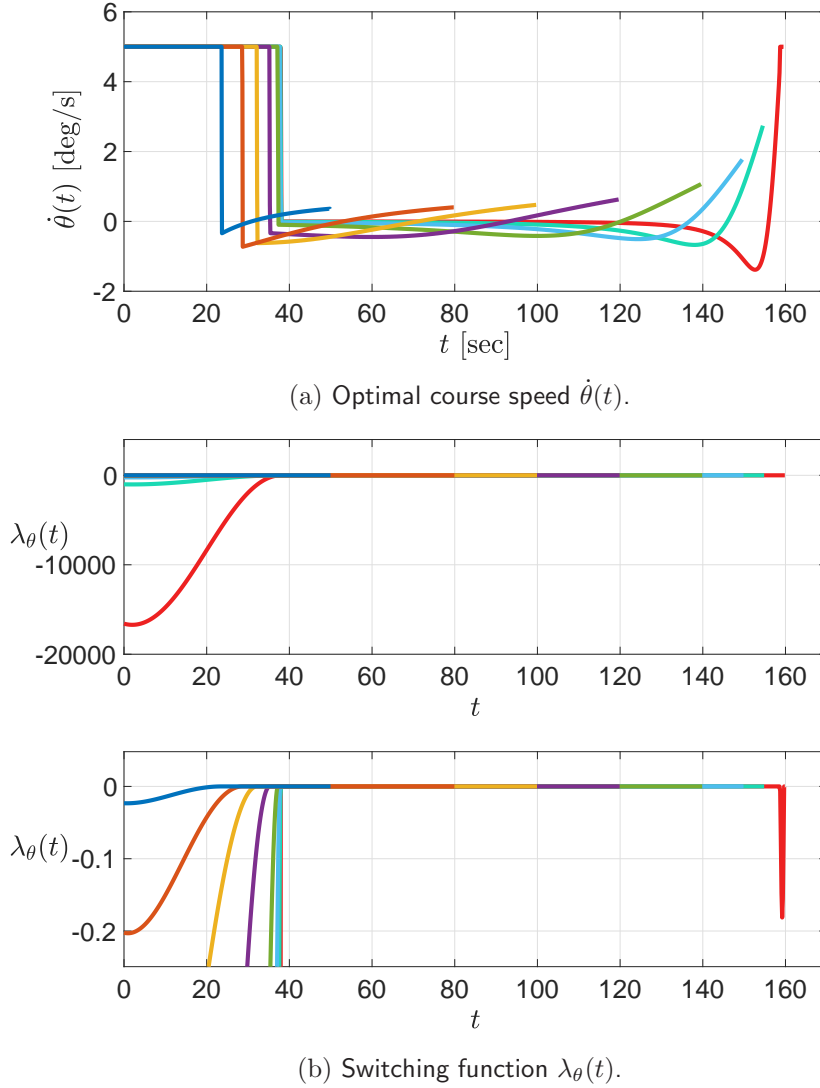 6
4
2
0
-2
θ̇(t) [deg/s]
0 20 40 60 80 100 120 140 160
t [sec]
(a) Optimal course speed θ̇(t).
0
-10000
-20000
λθ(t)
0 20 40 60 80 100 120 140 160
t
0
-0.1
-0.2
λθ(t)
0 20 40 60 80 100 120 140 160
t
(b) Switching function λθ(t).